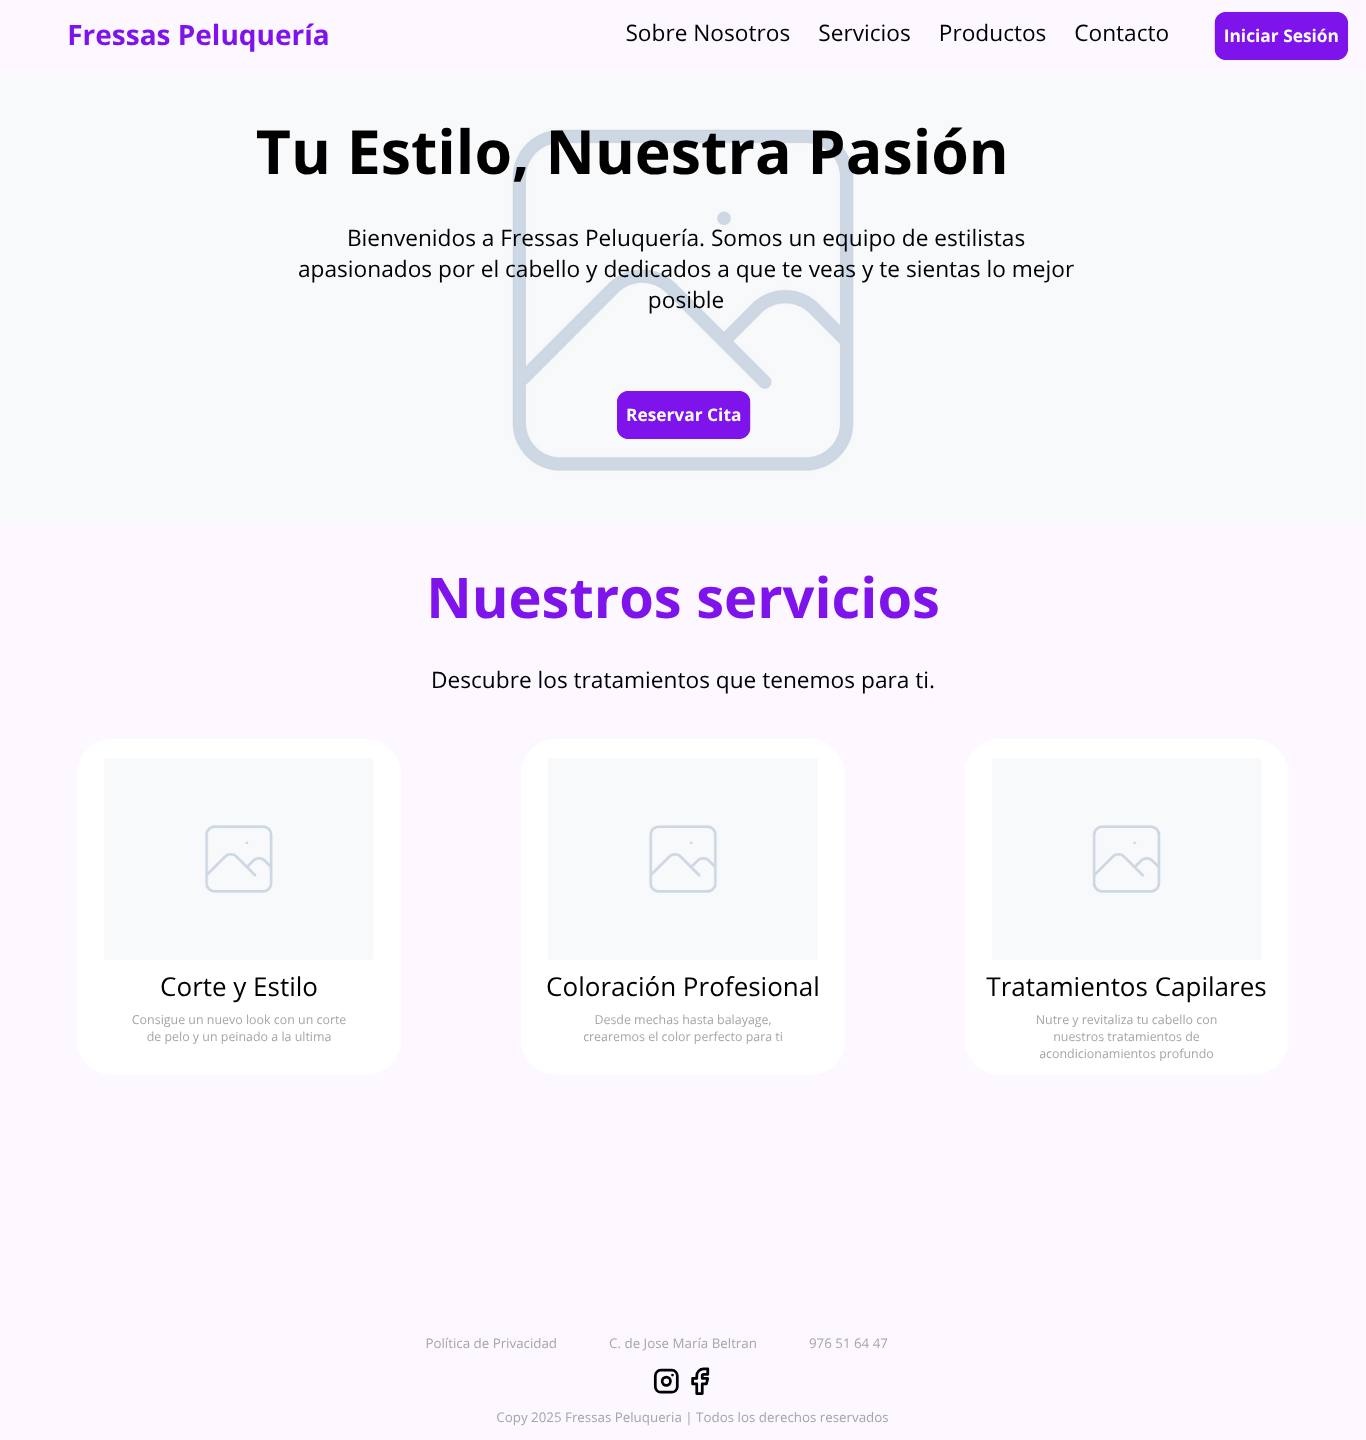 Fressas Peluquería
Sobre Nosotros
Servicios
Productos
Contacto
Iniciar Sesión
Tu Estilo, Nuestra Pasión
Bienvenidos a Fressas Peluquería. Somos un equipo de estilistas
apasionados por el cabello y dedicados a que te veas y te sientas lo mejor
posible
Reservar Cita
Nuestros servicios
Descubre los tratamientos que tenemos para ti.
Corte y Estilo
Consigue un nuevo look con un corte
de pelo y un peinado a la ultima
Coloración Profesional
Desde mechas hasta balayage,
crearemos el color perfecto para ti
Tratamientos Capilares
Nutre y revitaliza tu cabello con
nuestros tratamientos de
acondicionamientos profundo
Política de Privacidad
C. de Jose María Beltran
976 51 64 47
Copy 2025 Fressas Peluqueria | Todos los derechos reservados